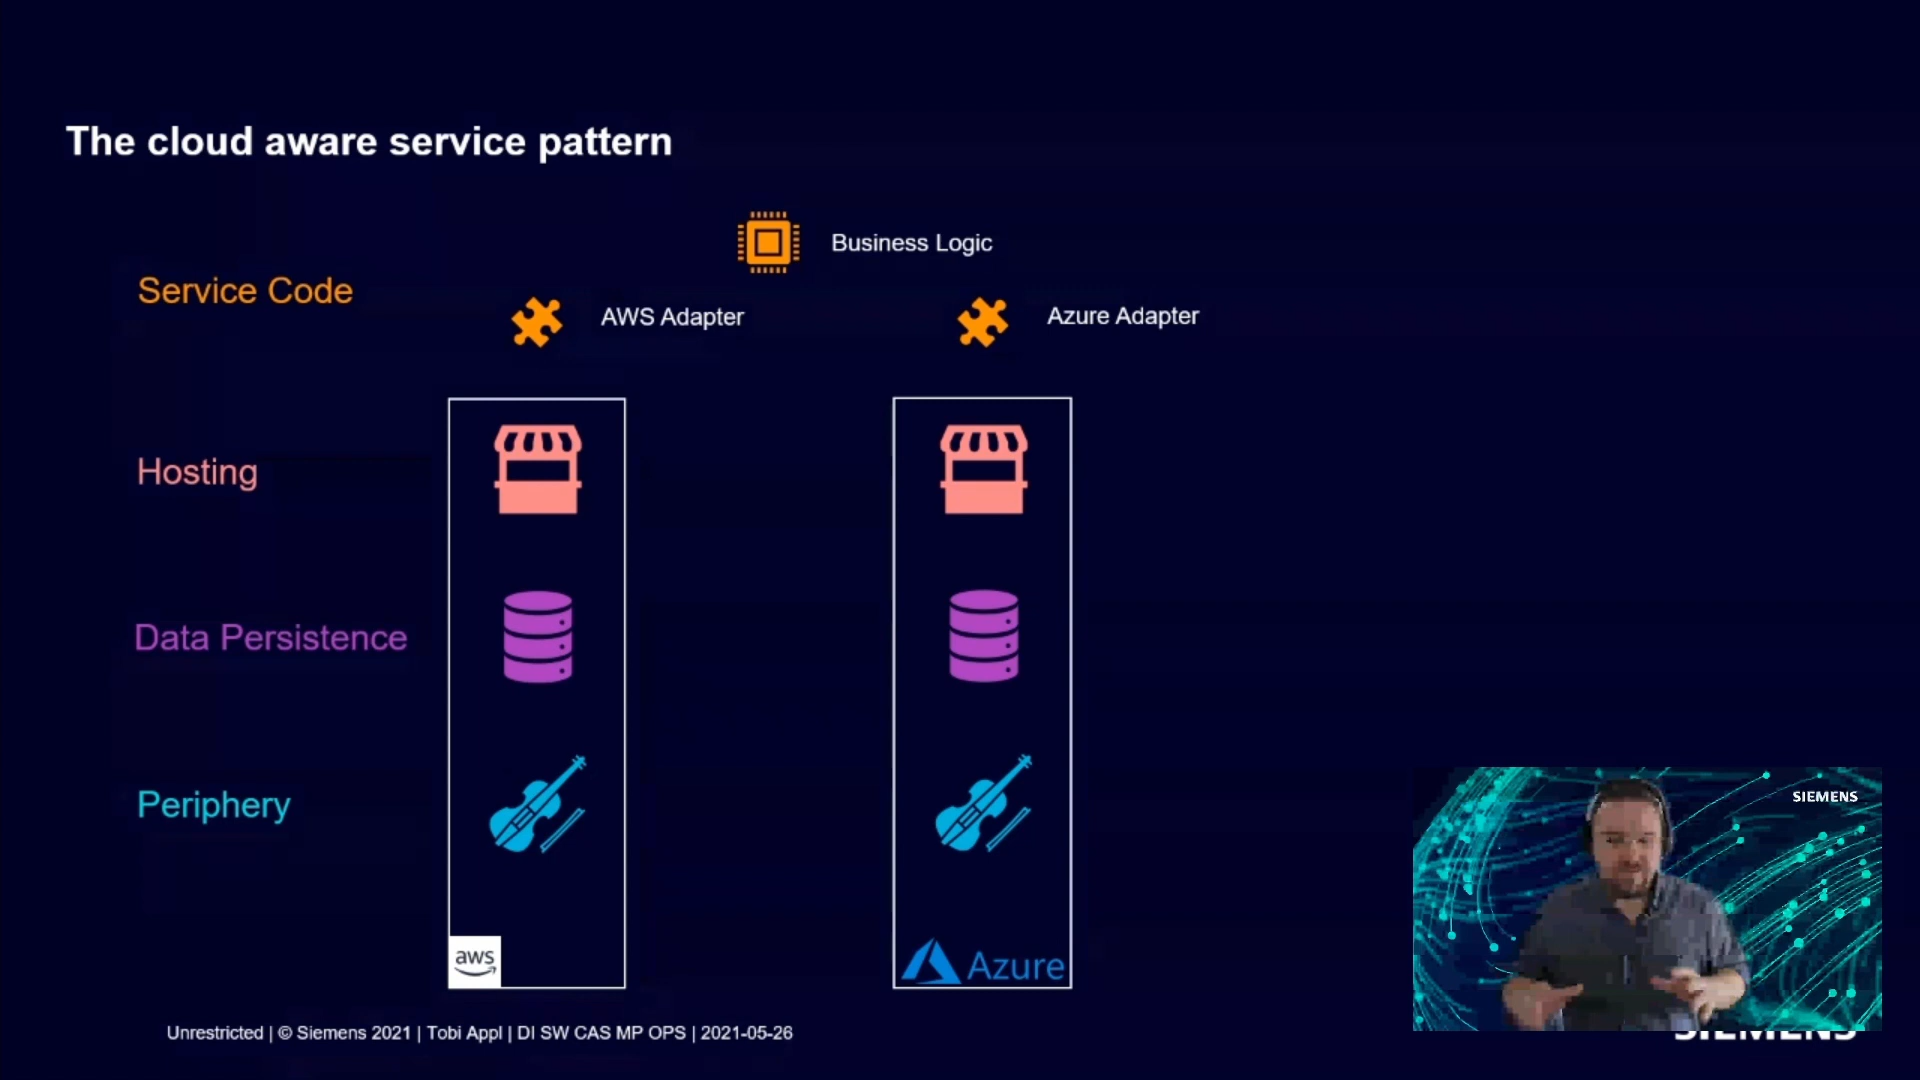 The cloud aware service pattern
Business Logic
Service Code
AWS Adapter
Azure Adapter
Hosting
Data Persistence
Periphery
aws
Azure
SIEMENS
Unrestricted | © Siemens 2021 | Tobi Appl | DI SW CAS MP OPS | 2021-05-26
SIEMENS